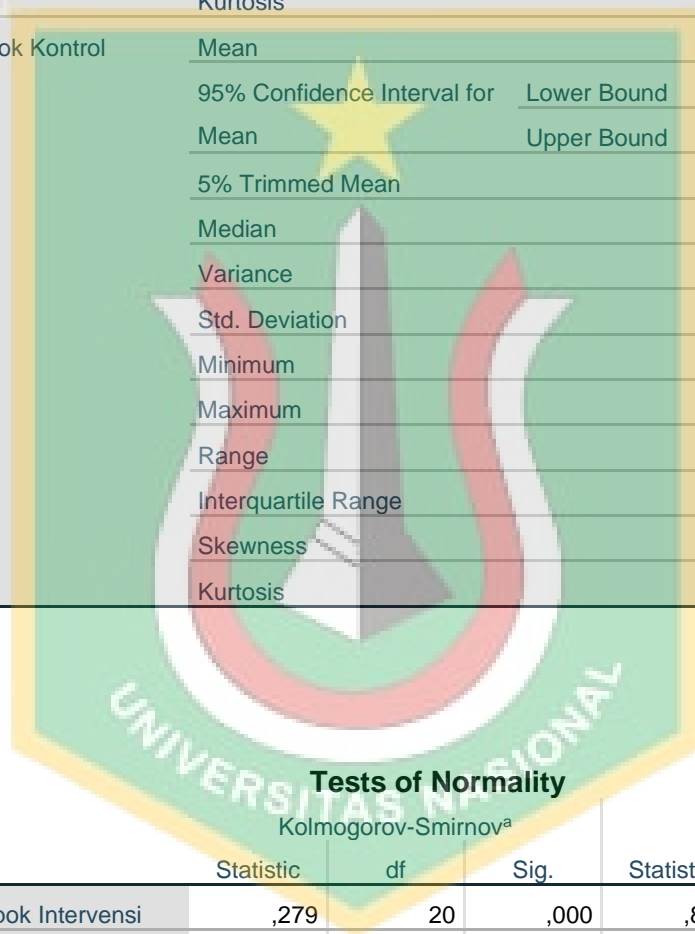 Kurtosis
ok Kontrol Mean
95% Confidence Interval for Lower Bound
Mean Upper Bound
5% Trimmed Mean
Median
Variance
Std. Deviation
Minimum
Maximum
Range
Interquartile Range
Skewness
Kurtosis
UNIVERSITAS NASIONAL
Tests of Normality
Kolmogorov-Smirnovᵃ
Statistic df Sig. Statist
ook Intervensi ,279 20 ,000